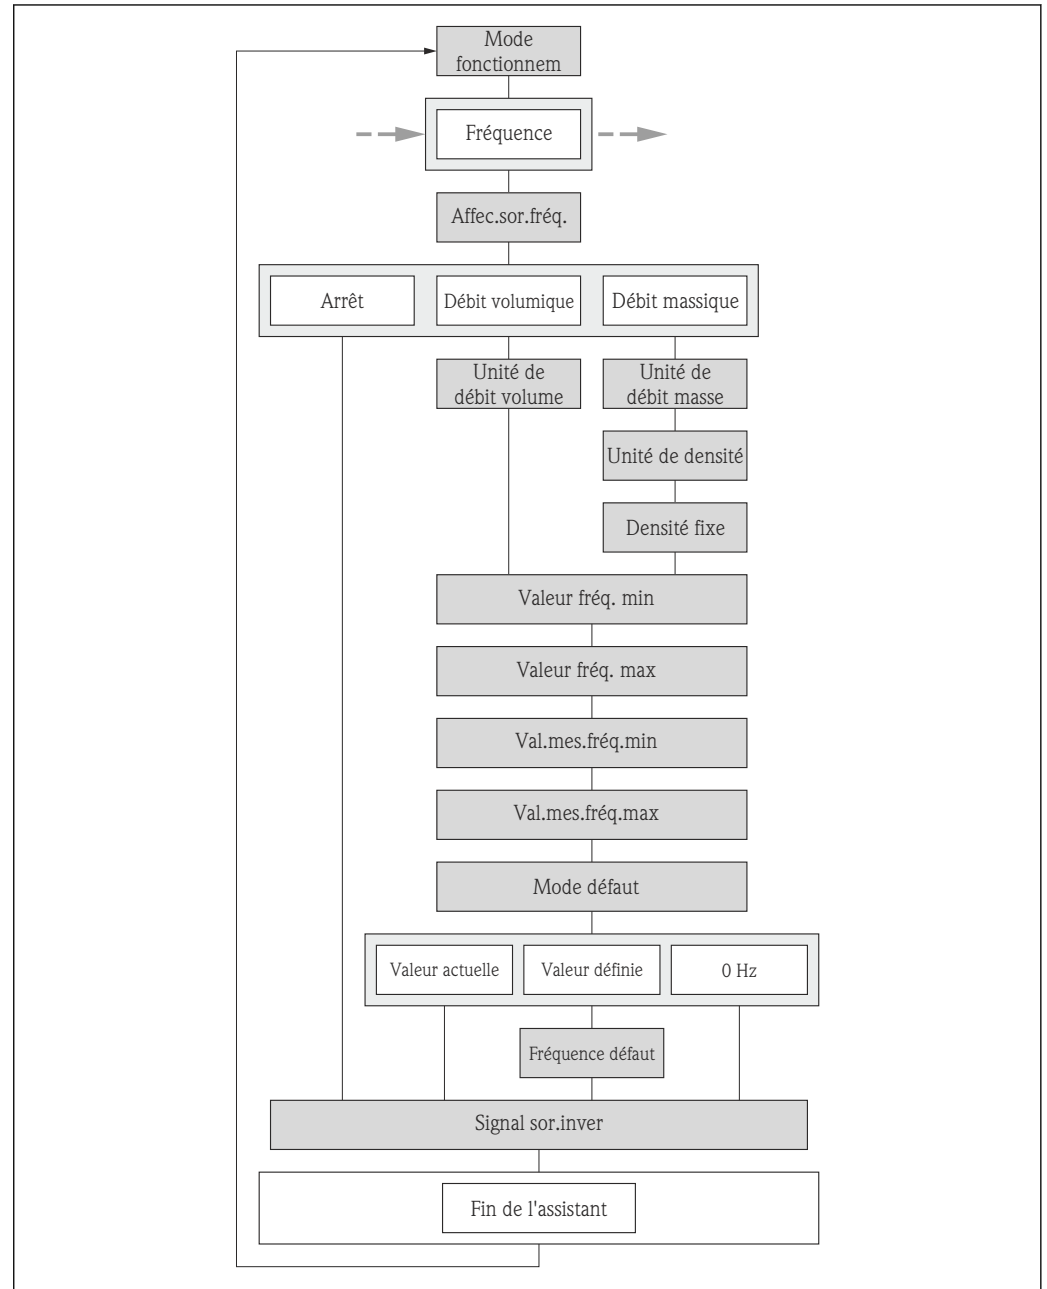 Mode
fonctionnem
Fréquence
Affec.sor.fréq.
Arrêt
Débit volumique
Débit massique
Unité de
débit volume
Unité de
débit masse
Unité de densité
Densité fixe
Valeur fréq. min
Valeur fréq. max
Val.mes.fréq.min
Val.mes.fréq.max
Mode défaut
Valeur actuelle
Valeur définie
0 Hz
Fréquence défaut
Signal sor.inver
Fin de l'assistant